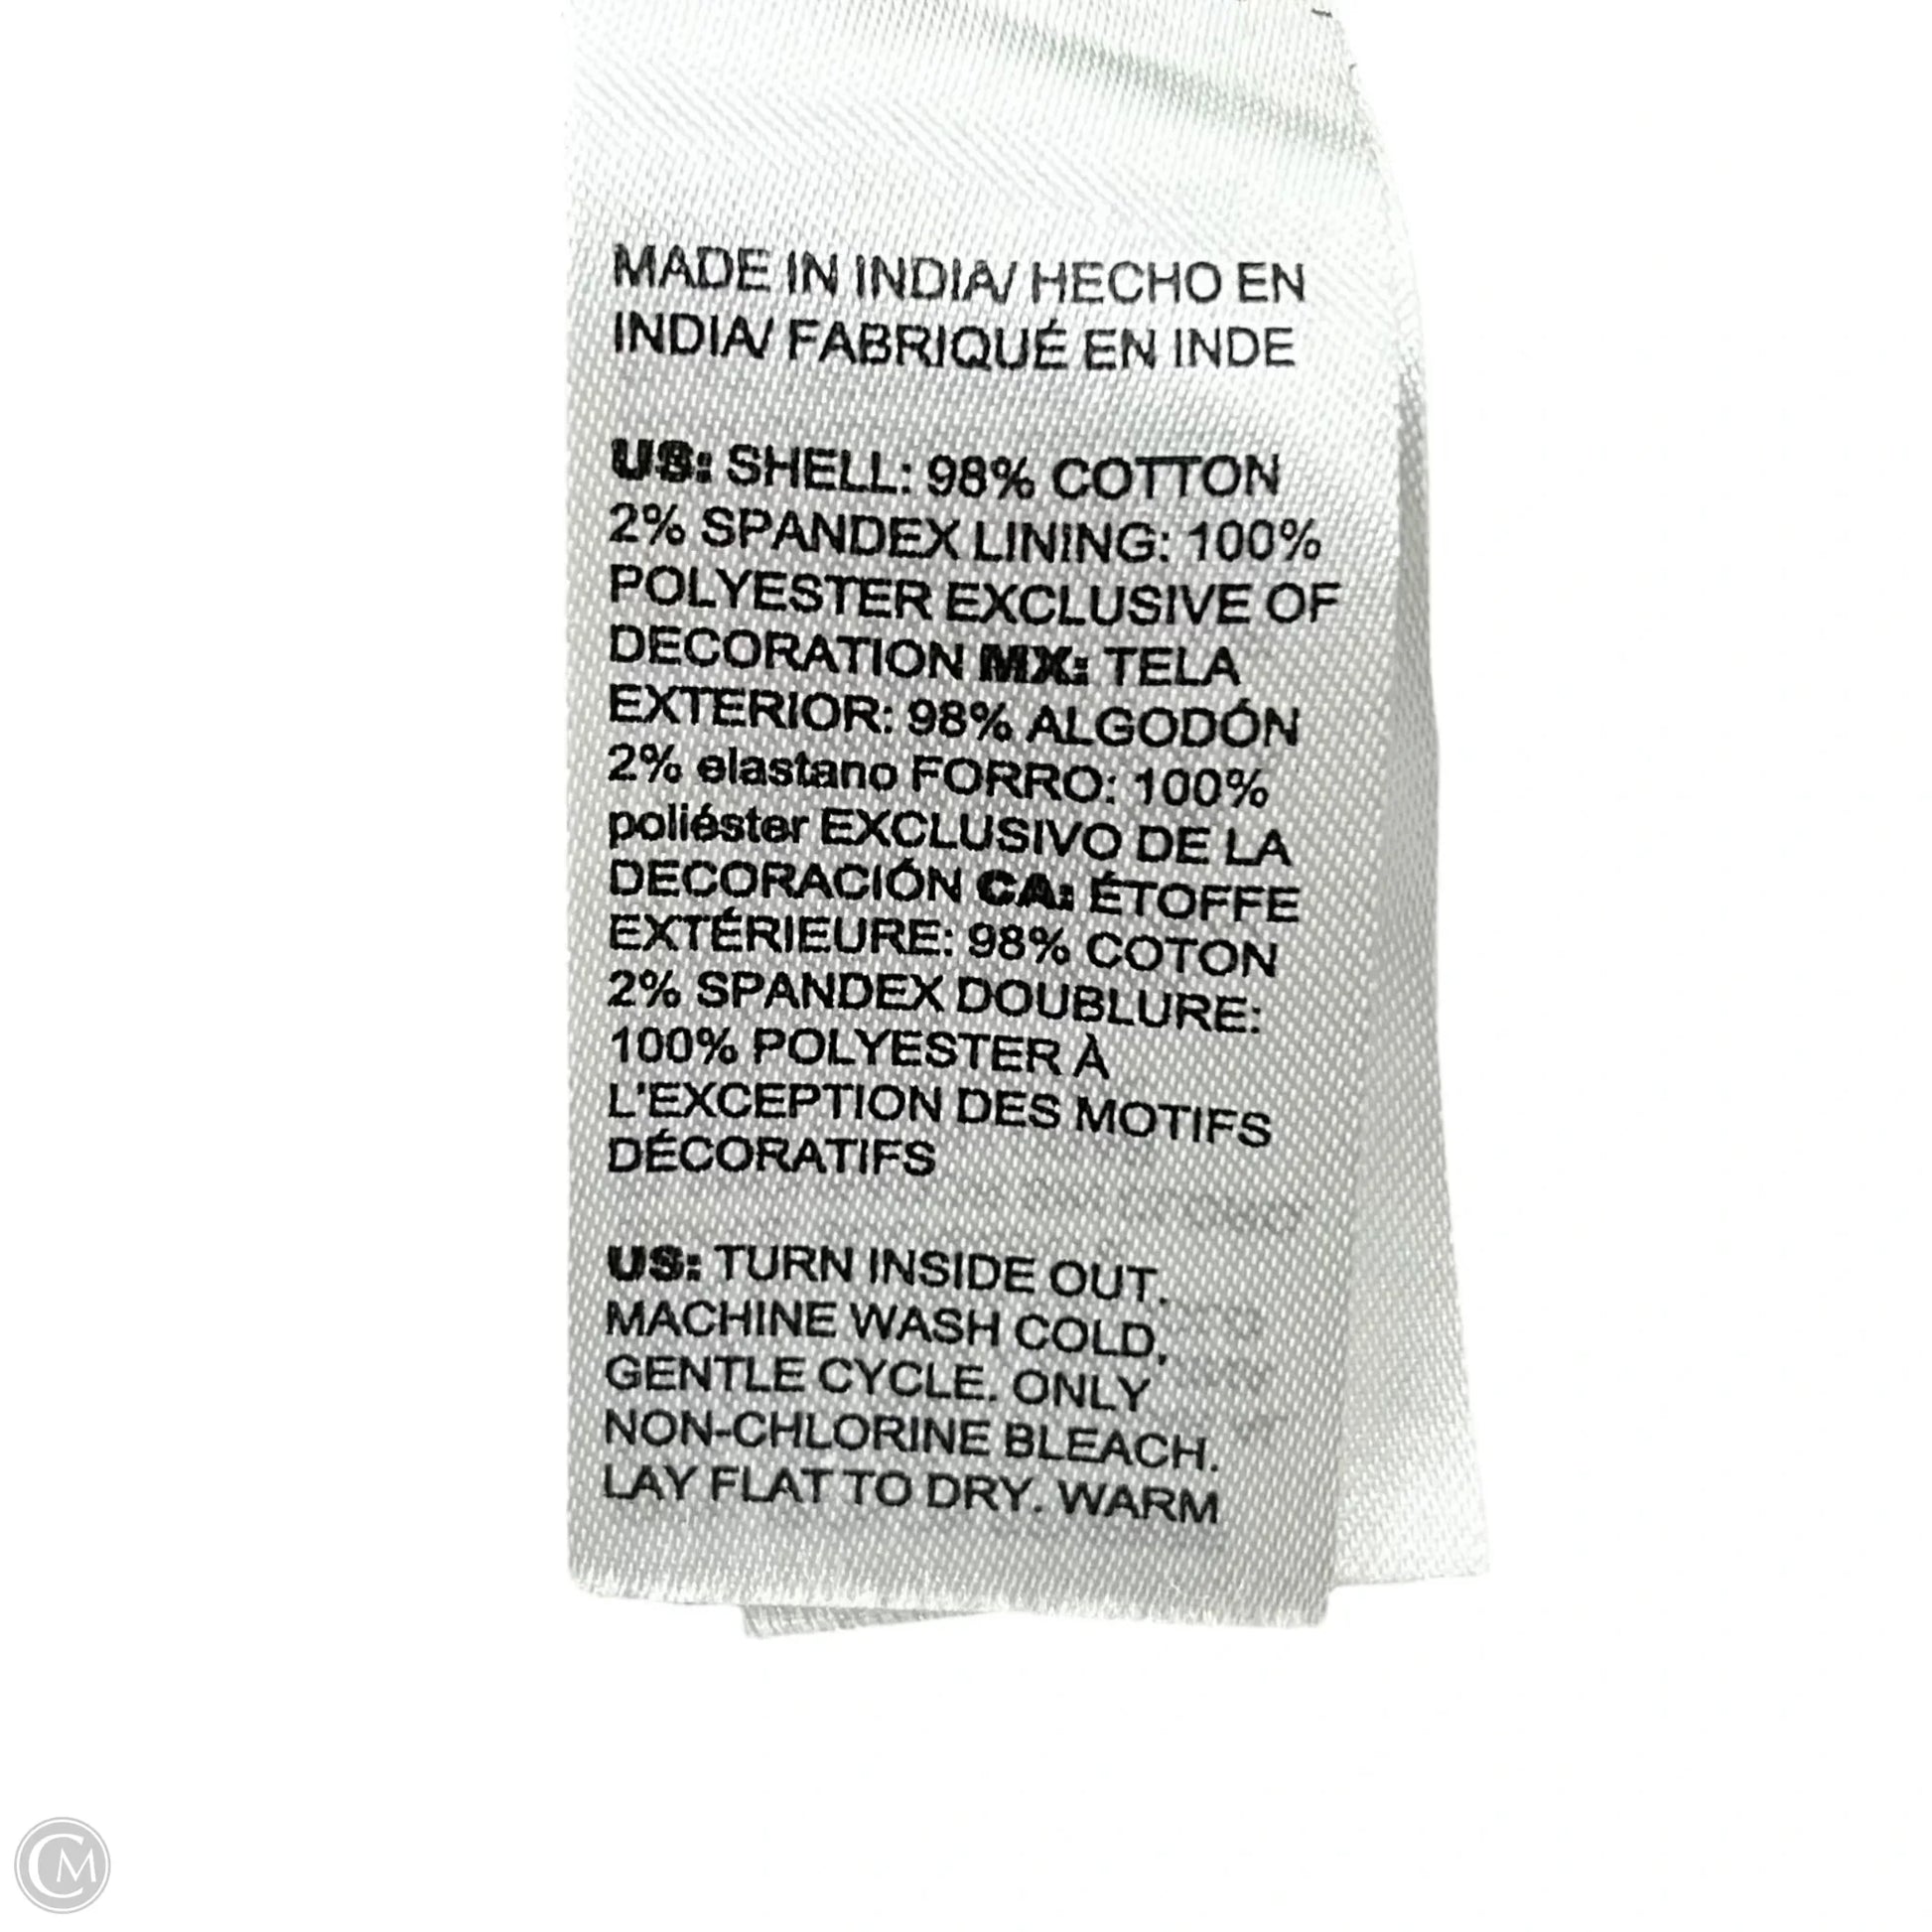 MADE IN INDIA/ HECHO EN
INDIA/ FABRIQUÉ EN INDE
US: SHELL: 98% COTTON
2% SPANDEX LINING: 100%
POLYESTER EXCLUSIVE OF
DECORATION MX: TELA
EXTERIOR: 98% ALGODÓN
2% elastano FORRO: 100%
poliéster EXCLUSIVO DE LA
DECORACIÓN CA: ÉTOFFE
EXTÉRIEURE: 98% COTON
2% SPANDEX DOUBLURE:
100% POLYESTER À
L'EXCEPTION DES MOTIFS
DÉCORATIFS
US: TURN INSIDE OUT.
MACHINE WASH COLD,
GENTLE CYCLE. ONLY
NON-CHLORINE BLEACH.
LAY FLAT TO DRY. WARM
CM